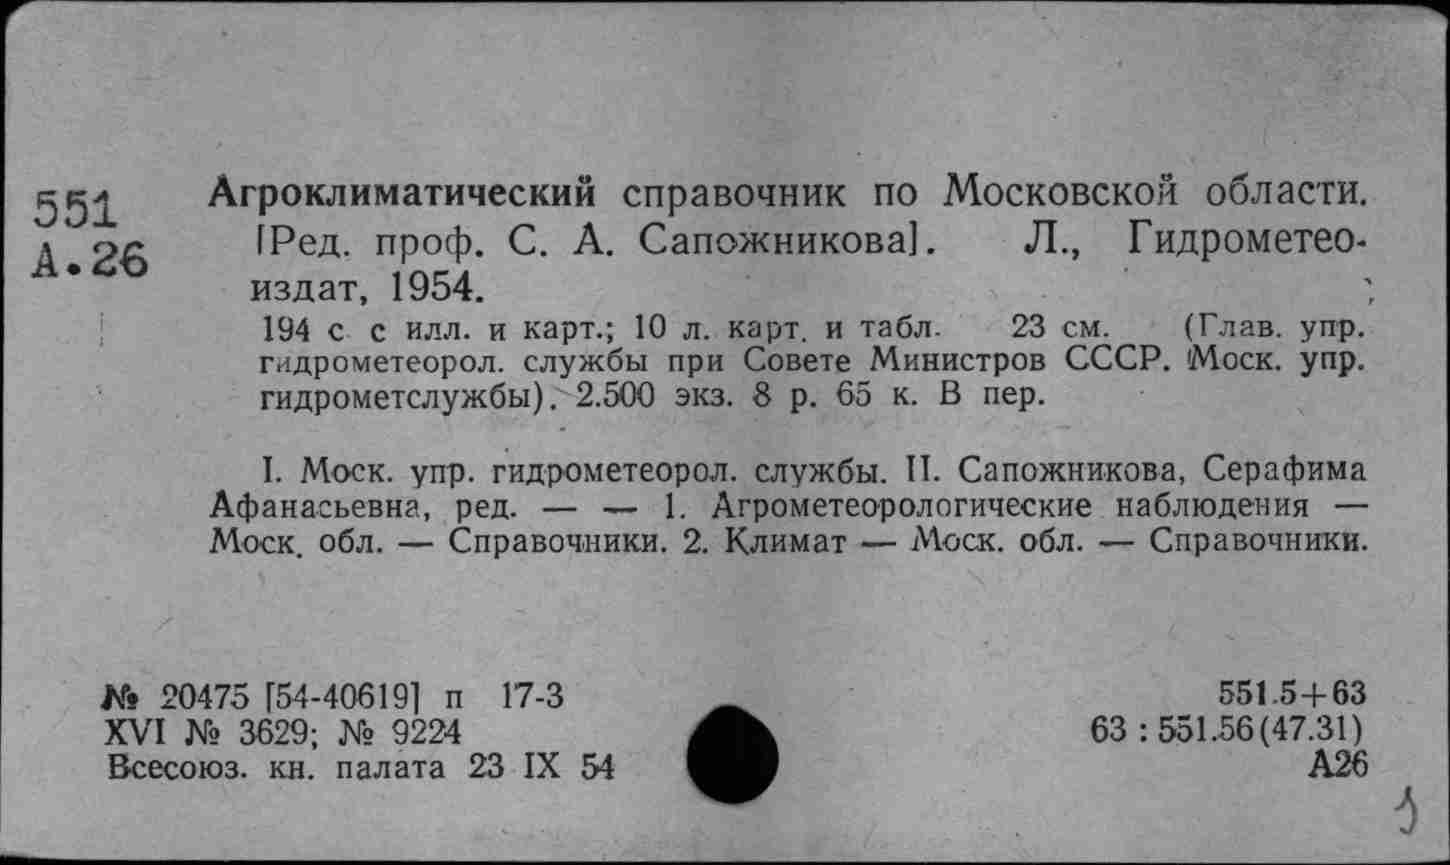 551
А.26
Агроклиматический справочник по Московской области.
[Ред. проф. С. А. Сапожникова]. Л., Гидрометео-
издат, 1954.
194 с. с илл. и карт.; 10 л. карт. и табл. 23 см. (Глав. упр.
гидрометеорол. службы при Совете Министров СССР. Моск. упр.
гидрометслужбы). 2.500 экз. 8 р. 65 к. В пер.
I. Моск. упр. гидрометеорол. службы. II. Сапожникова, Серафима
Афанасьевна, ред. — — 1. Агрометеорологические наблюдения —
Моск. обл. — Справочники. 2. Климат — Моск. обл. — Справочники.
№ 20475 [54-40619] п 17-3
XVI № 3629; № 9224
Всесоюз. кн. палата 23 IX 54
551.5+63
63 : 551.56(47.31)
А26